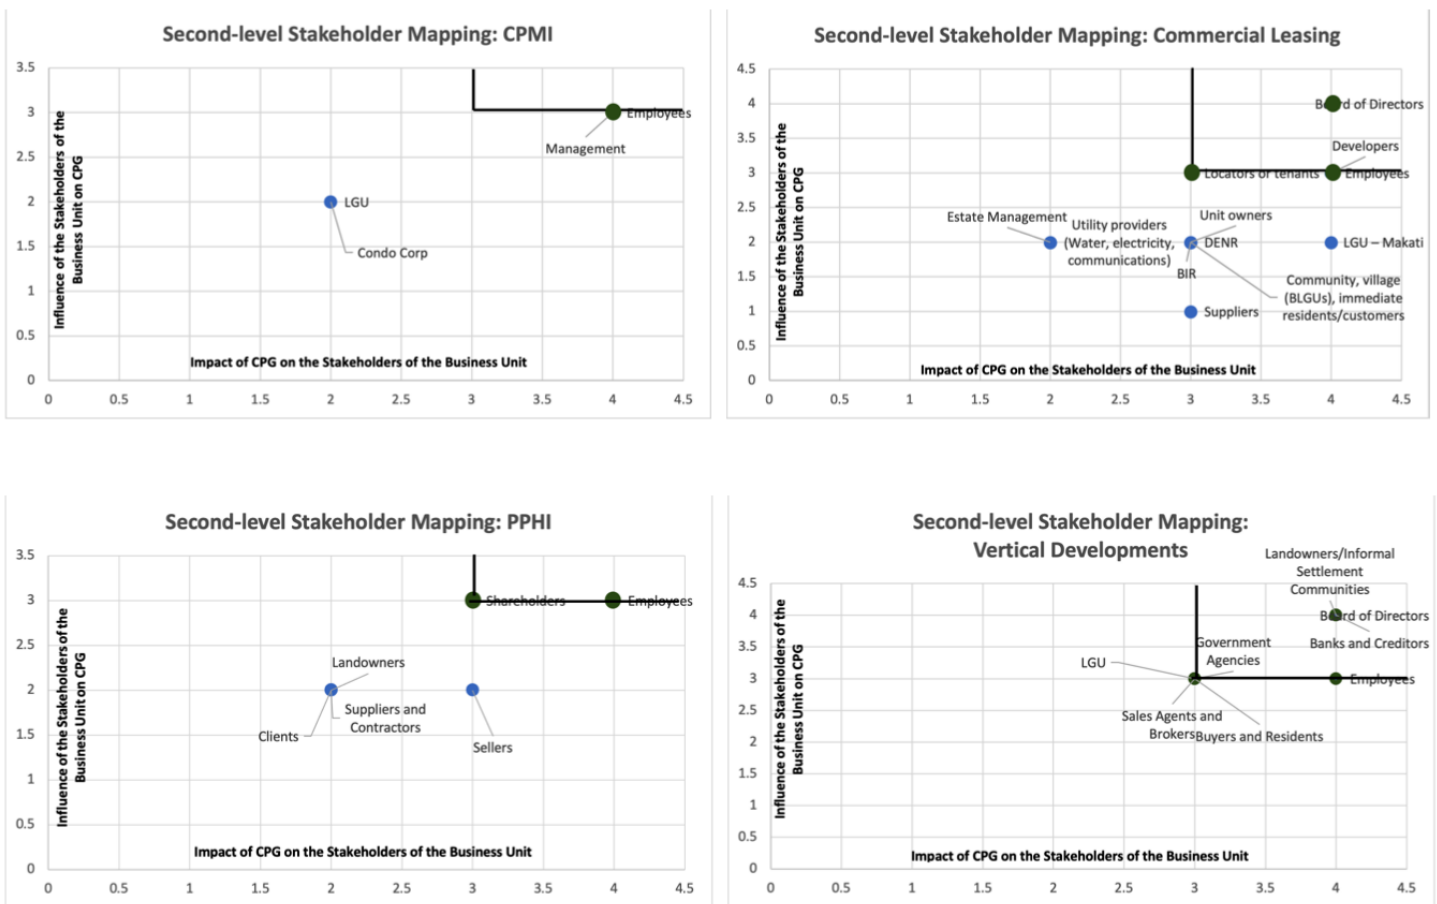 Second-level Stakeholder Mapping: CPMI
Influence of the Stakeholders of the
Business Unit on CPG
3.5
3
2.5
2
1.5
1
0.5
0
Employees
Management
LGU
Condo Corp
Impact of CPG on the Stakeholders of the Business Unit
0 0.5 1 1.5 2 2.5 3 3.5 4 4.5
Second-level Stakeholder Mapping: Commercial Leasing
Influence of the Stakeholders of the
Business Unit on CPG
4.5
4
3.5
3
2.5
2
1.5
1
0.5
0
Board of Directors
Developers
Locators or tenants
Employees
Estate Management
Utility providers
(Water, electricity,
communications)
Unit owners
DENR
BIR
LGU – Makati
Community, village
(BLGUs), immediate
residents/customers
Suppliers
Impact of CPG on the Stakeholders of the Business Unit
0 0.5 1 1.5 2 2.5 3 3.5 4 4.5
Second-level Stakeholder Mapping: PPHI
Influence of the Stakeholders of the
Business Unit on CPG
3.5
3
2.5
2
1.5
1
0.5
0
Shareholders
Employees
Landowners
Suppliers and
Contractors
Clients
Sellers
Impact of CPG on the Stakeholders of the Business Unit
0 0.5 1 1.5 2 2.5 3 3.5 4 4.5
Second-level Stakeholder Mapping:
Vertical Developments
Influence of the Stakeholders of the
Business Unit on CPG
4.5
4
3.5
3
2.5
2
1.5
1
0.5
0
Landowners/Informal
Settlement
Communities
Board of Directors
Banks and Creditors
Government
Agencies
LGU
Employees
Sales Agents and
Brokers
Buyers and Residents
Impact of CPG on the Stakeholders of the Business Unit
0 0.5 1 1.5 2 2.5 3 3.5 4 4.5